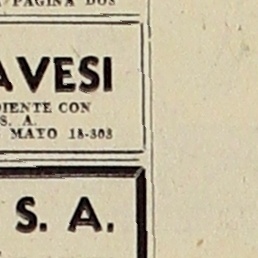 PAGINA DOS
AVESI
DIENTE CON
S. A.
MAYO 18-303
S. A.